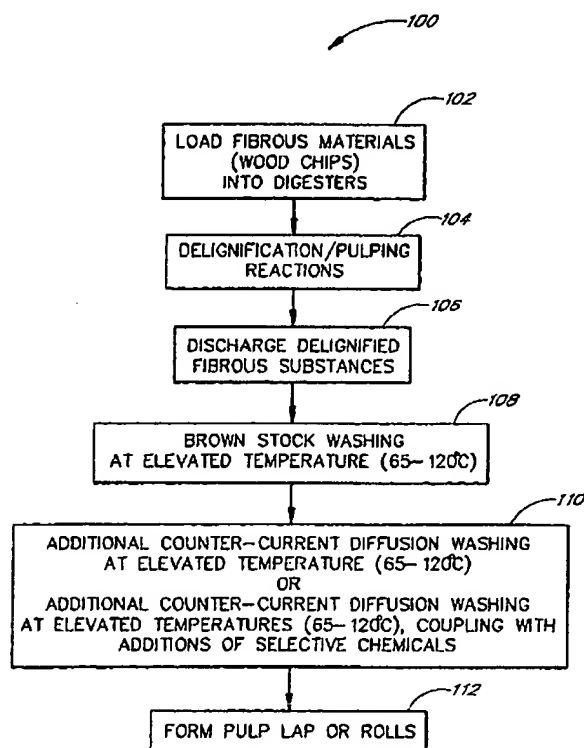 100
102
LOAD FIBROUS MATERIALS
(WOOD CHIPS)
INTO DIGESTERS
104
DELIGNIFICATION/PULPING
REACTIONS
106
DISCHARGE DELIGNIFIED
FIBROUS SUBSTANCES
108
BROWN STOCK WASHING
AT ELEVATED TEMPERATURE (65-120°C)
110
ADDITIONAL COUNTER-CURRENT DIFFUSION WASHING
AT ELEVATED TEMPERATURE (65-120°C)
OR
ADDITIONAL COUNTER-CURRENT DIFFUSION WASHING
AT ELEVATED TEMPERATURES (65-120°C), COUPLING WITH
ADDITIONS OF SELECTIVE CHEMICALS
112
FORM PULP LAP OR ROLLS